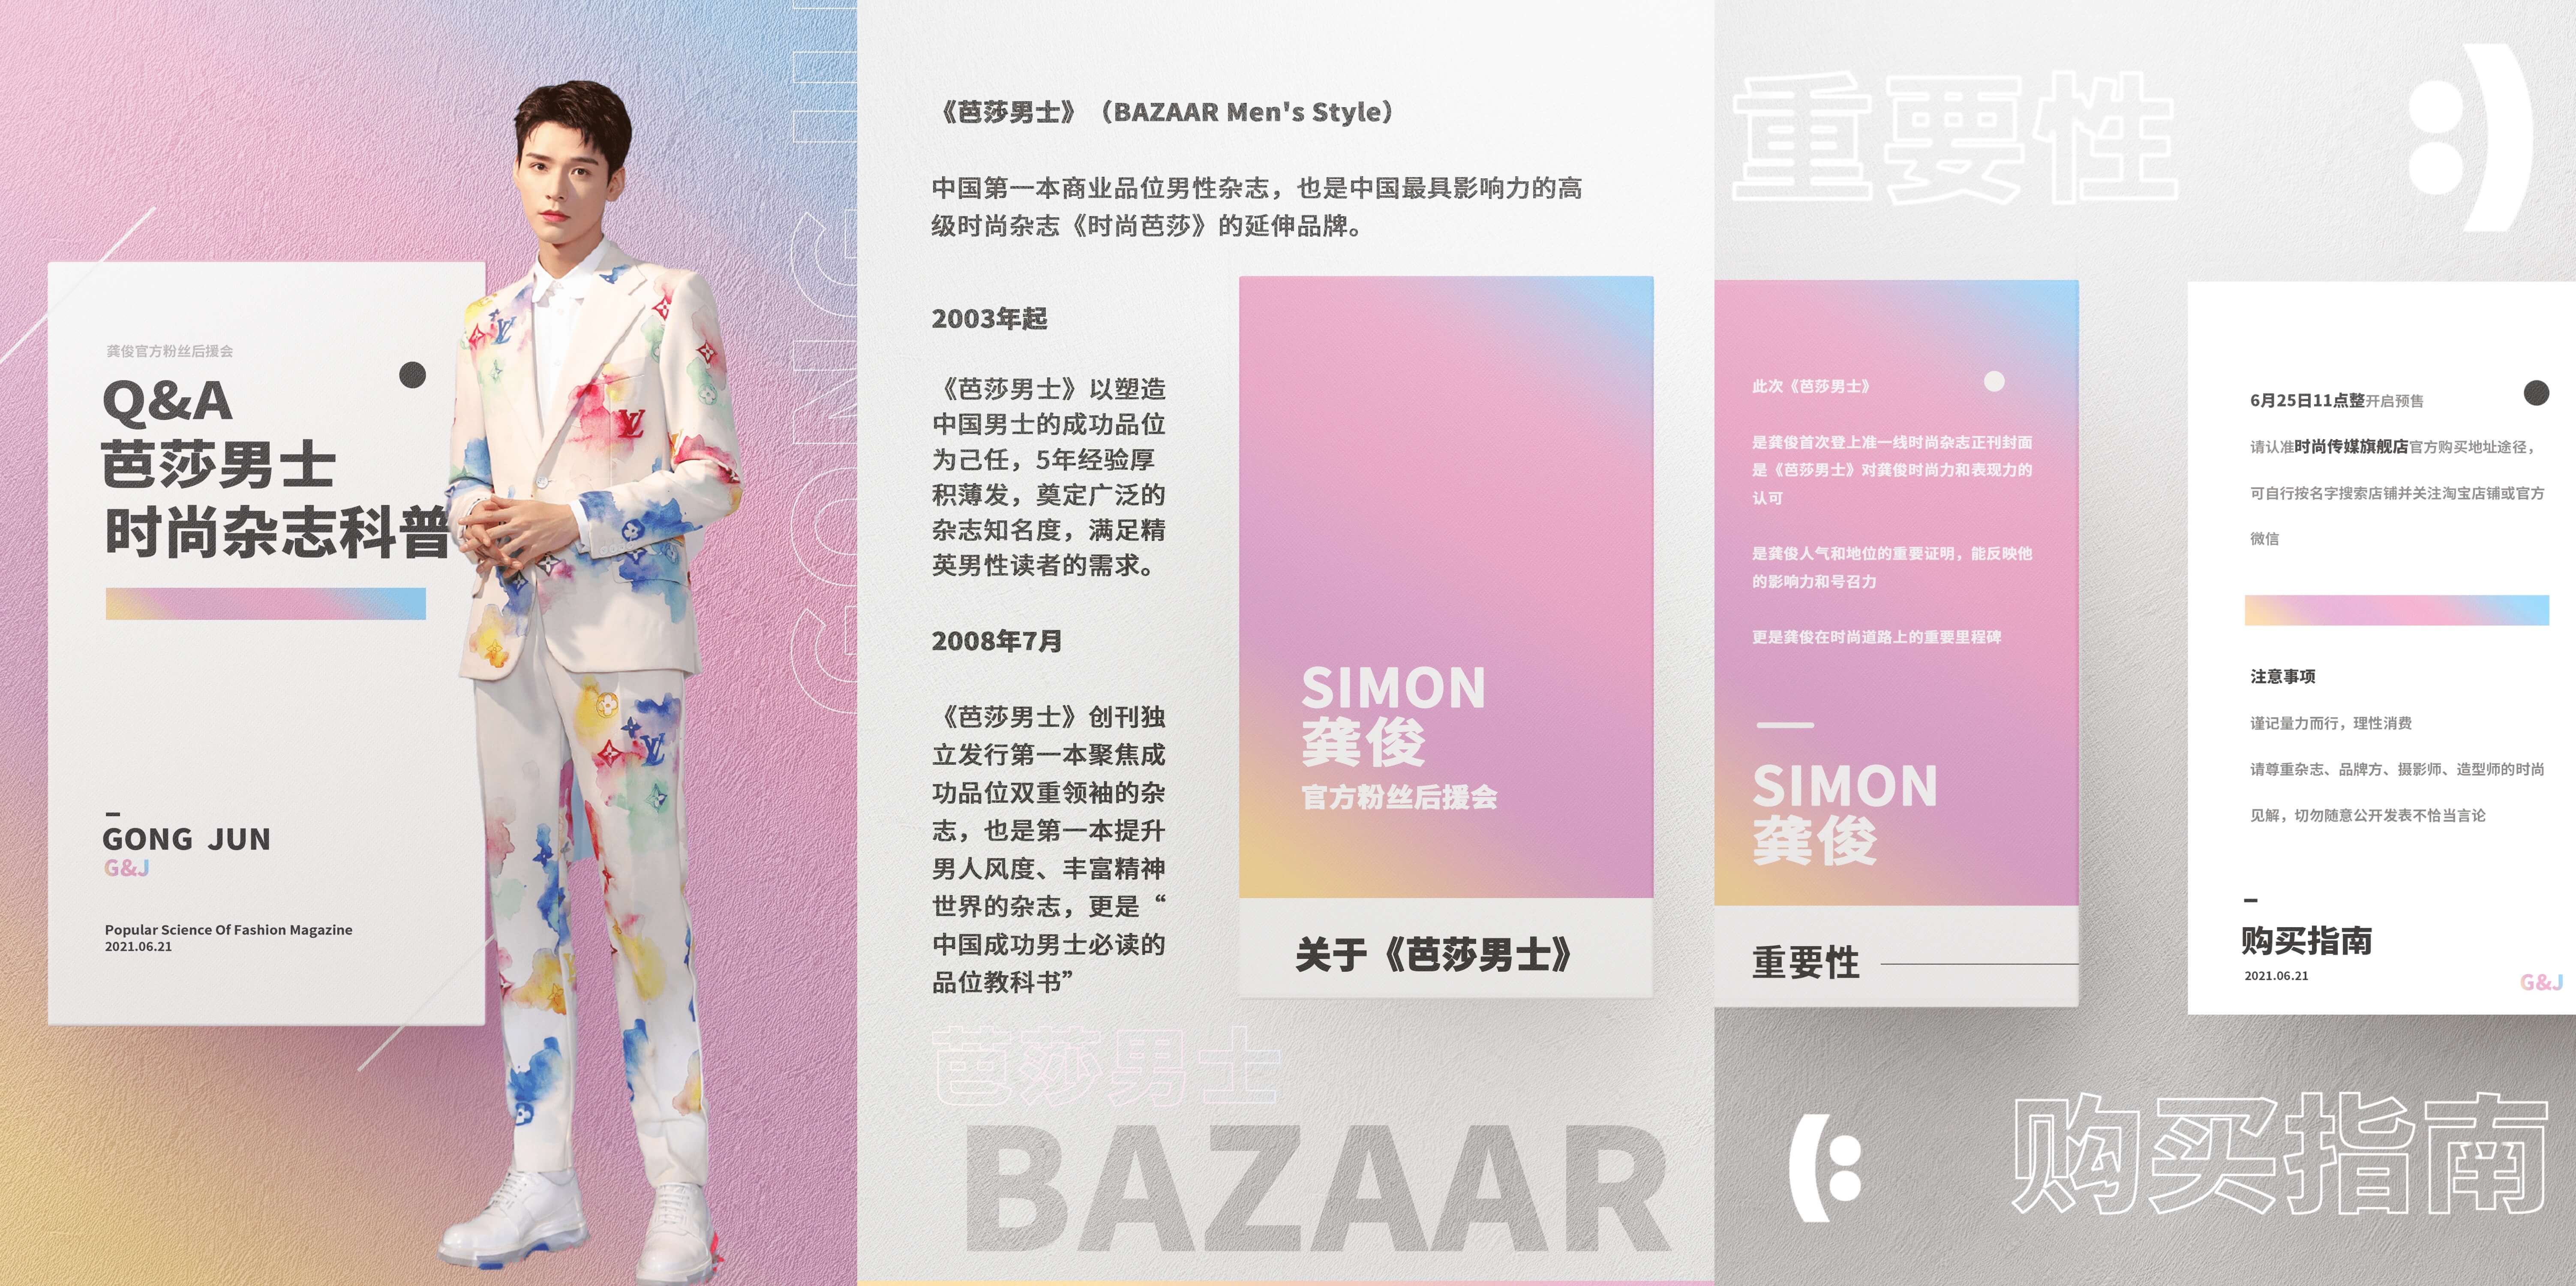 龚俊官方粉丝后援会
Q&A
芭莎男士
时尚杂志科普
GONG JUN
G&J
Popular Science Of Fashion Magazine
2021.06.21
GONG JUN
《芭莎男士》（BAZAAR Men's Style）
中国第一本商业品位男性杂志，也是中国最具影响力的高
级时尚杂志《时尚芭莎》的延伸品牌。
2003年起
《芭莎男士》以塑造
中国男士的成功品位
为己任，5年经验厚
积薄发，奠定广泛的
杂志知名度，满足精
英男性读者的需求。
2008年7月
《芭莎男士》创刊独
立发行第一本聚焦成
功品位双重领袖的杂
志，也是第一本提升
男人风度、丰富精神
世界的杂志，更是“
中国成功男士必读的
品位教科书”
SIMON
龚俊
官方粉丝后援会
关于《芭莎男士》
芭莎男士
BAZAAR
重要性
:)
此次《芭莎男士》
是龚俊首次登上准一线时尚杂志正刊封面
是《芭莎男士》对龚俊时尚力和表现力的
认可
是龚俊人气和地位的重要证明，能反映他
的影响力和号召力
更是龚俊在时尚道路上的重要里程碑
SIMON
龚俊
重要性
6月25日11点整开启预售
请认准时尚传媒旗舰店官方购买地址途径，
可自行按名字搜索店铺并关注淘宝店铺或官方
微信
注意事项
谨记量力而行，理性消费
请尊重杂志、品牌方、摄影师、造型师的时尚
见解，切勿随意公开发表不恰当言论
购买指南
2021.06.21
G&J
(:
购买指南